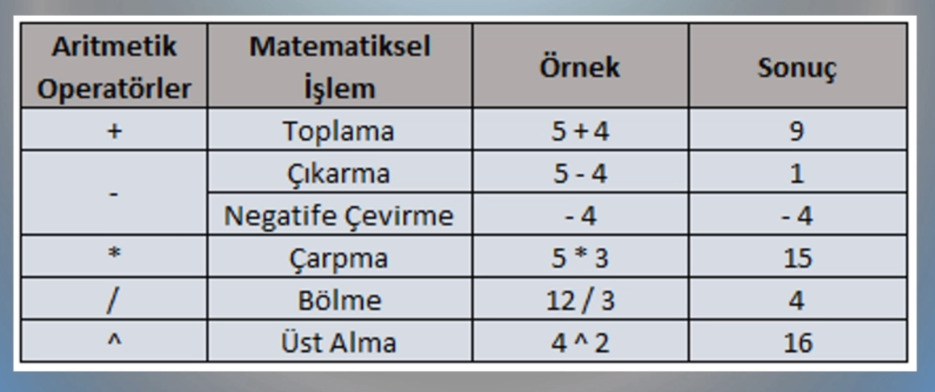 Aritmetik Operatörler Matematiksel İşlem Örnek Sonuç
+ Toplama 5 + 4 9
- Çıkarma 5 - 4 1
Negatife Çevirme - 4 - 4
* Çarpma 5 * 3 15
/ Bölme 12 / 3 4
^ Üst Alma 4 ^ 2 16